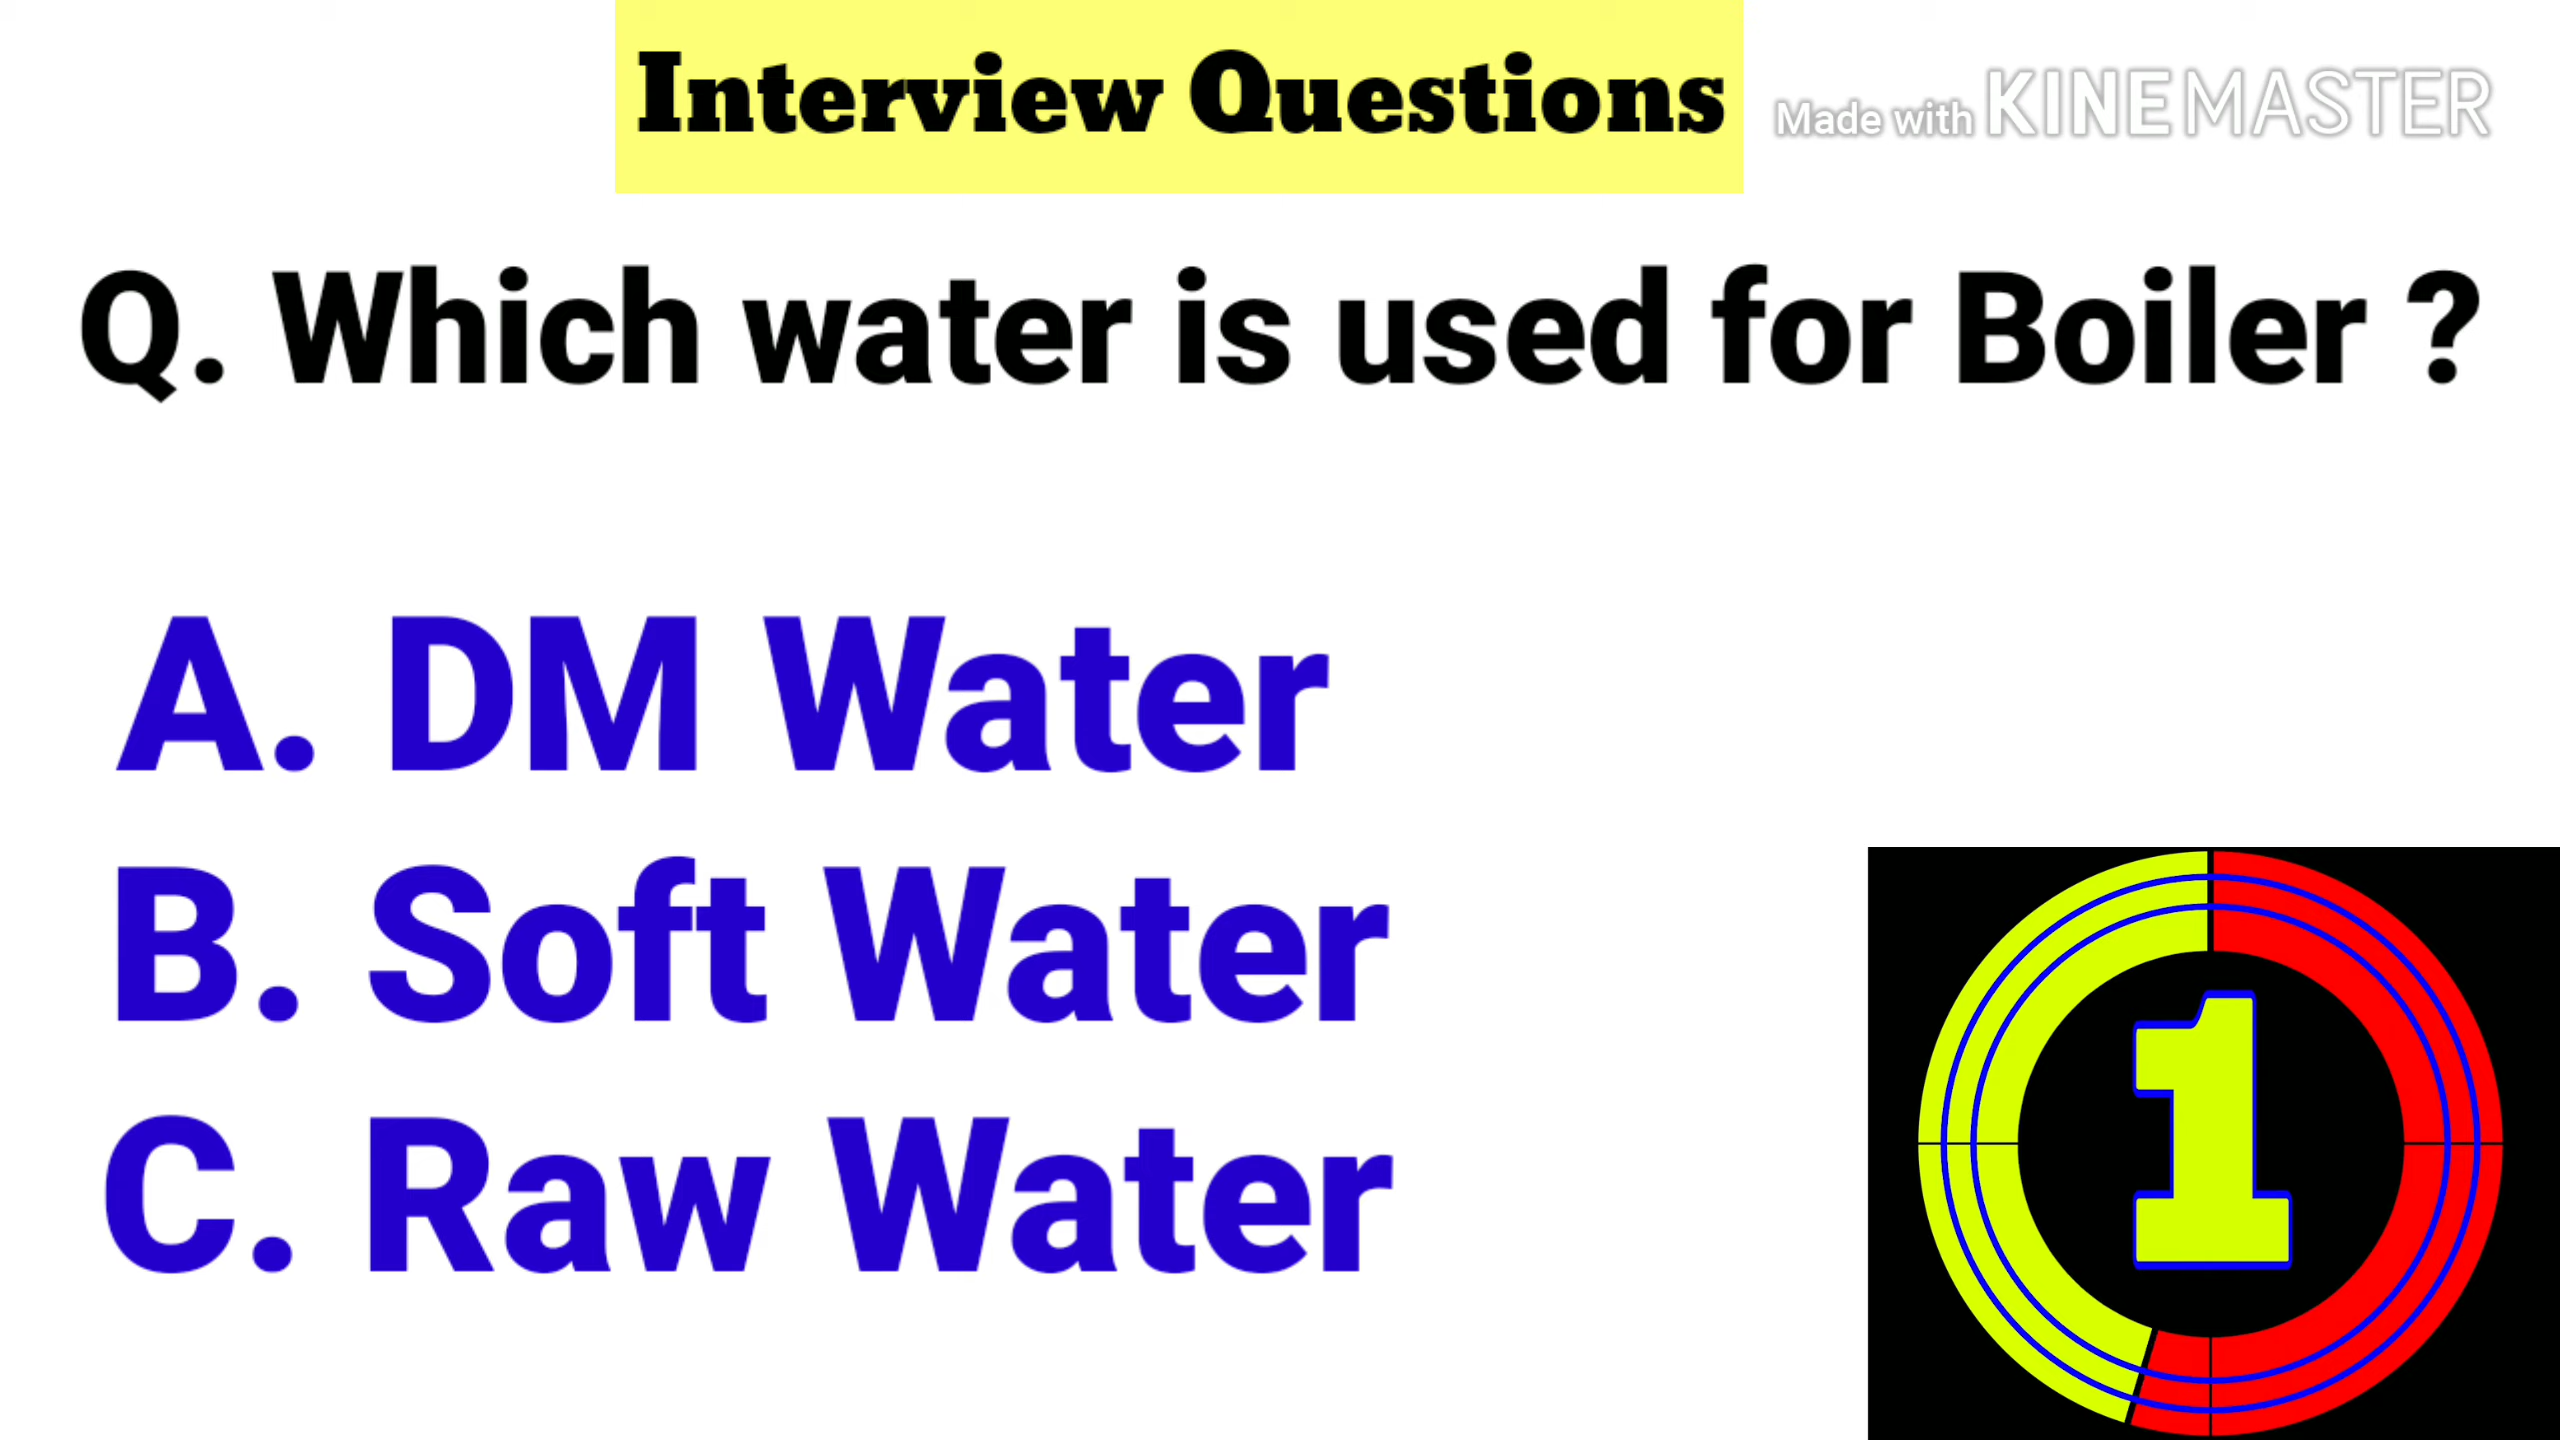 Interview Questions
Made with KINEMASTER
Q. Which water is used for Boiler ?
A. DM Water
B. Soft Water
C. Raw Water
1